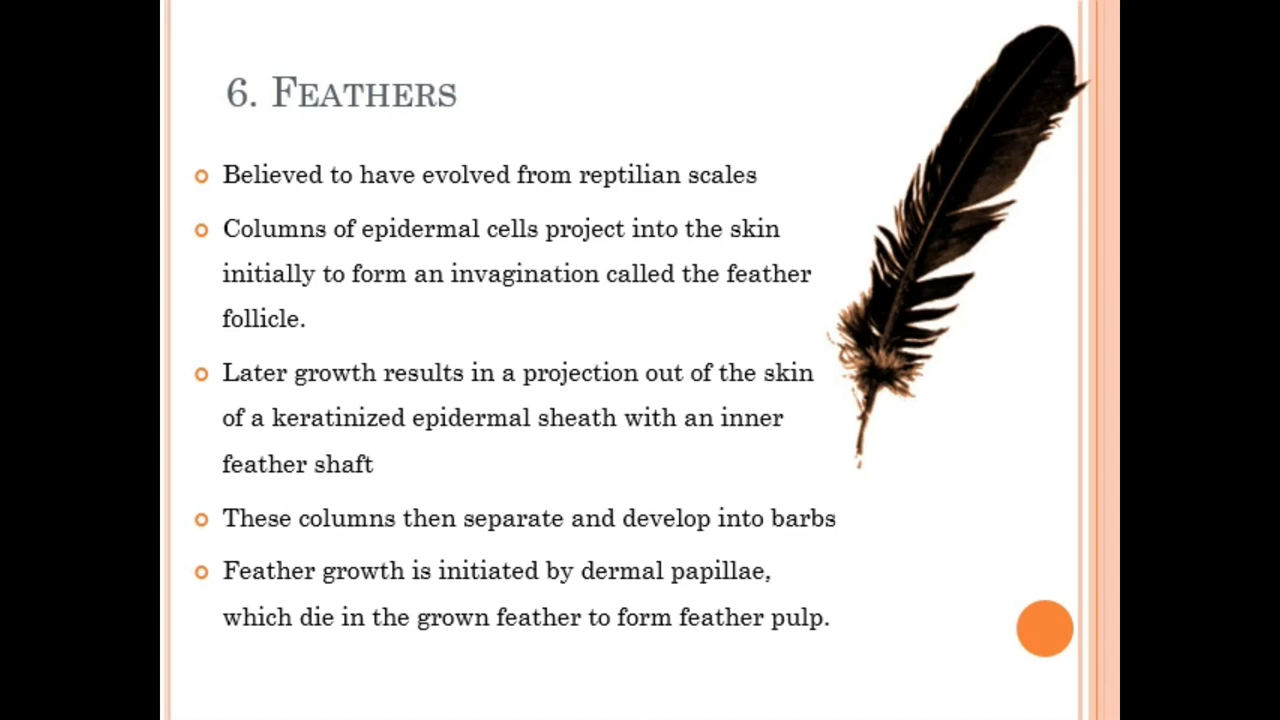 6. FEATHERS
Believed to have evolved from reptilian scales
Columns of epidermal cells project into the skin
initially to form an invagination called the feather
follicle.
Later growth results in a projection out of the skin
of a keratinized epidermal sheath with an inner
feather shaft
These columns then separate and develop into barbs
Feather growth is initiated by dermal papillae,
which die in the grown feather to form feather pulp.